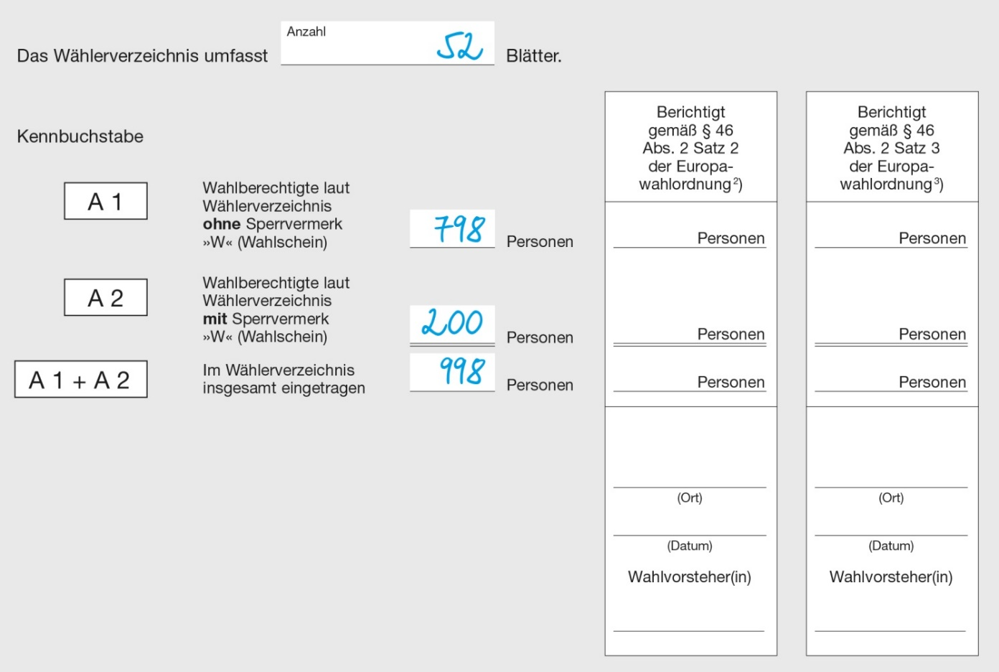 Anzahl
Das Wählerverzeichnis umfasst 52 Blätter.
Kennbuchstabe
A 1
Wahlberechtigte laut
Wählerverzeichnis
ohne Sperrvermerk
»W« (Wahlschein)
798 Personen
A 2
Wahlberechtigte laut
Wählerverzeichnis
mit Sperrvermerk
»W« (Wahlschein)
200 Personen
A 1 + A 2
Im Wählerverzeichnis
insgesamt eingetragen
998 Personen
Berichtigt
gemäß § 46
Abs. 2 Satz 2
der Europa-
wahlordnung²)
Personen
Personen
Personen
(Ort)
(Datum)
Wahlvorsteher(in)
Berichtigt
gemäß § 46
Abs. 2 Satz 3
der Europa-
wahlordnung³)
Personen
Personen
Personen
(Ort)
(Datum)
Wahlvorsteher(in)